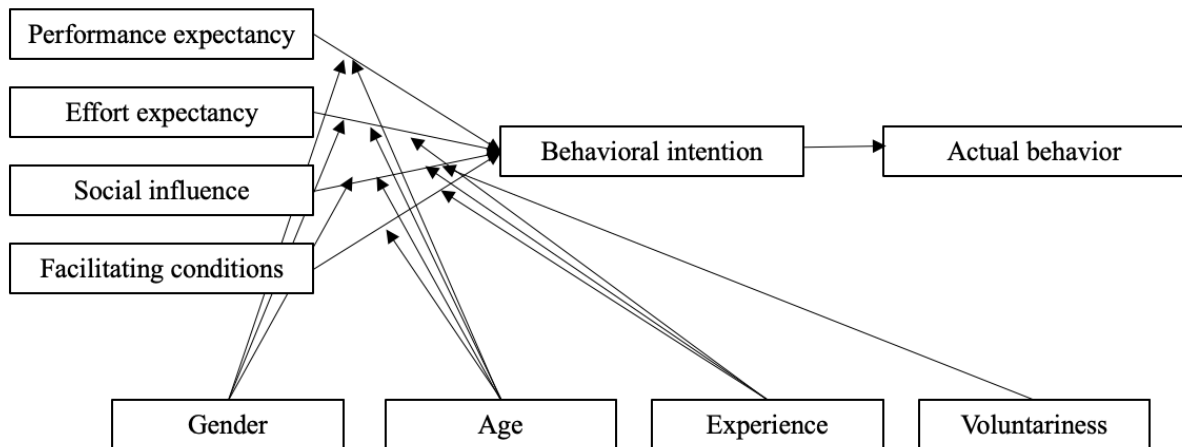 Performance expectancy
Effort expectancy
Behavioral intention
Actual behavior
Social influence
Facilitating conditions
Gender
Age
Experience
Voluntariness